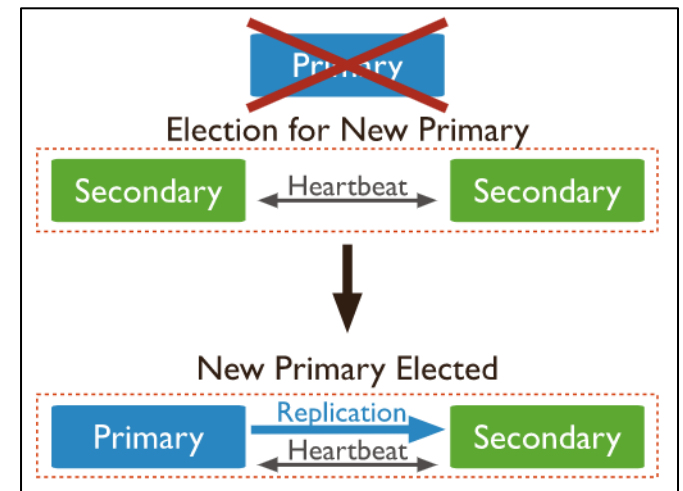 Primary
Election for New Primary
Secondary
Heartbeat
Secondary
New Primary Elected
Primary
Replication
Heartbeat
Secondary